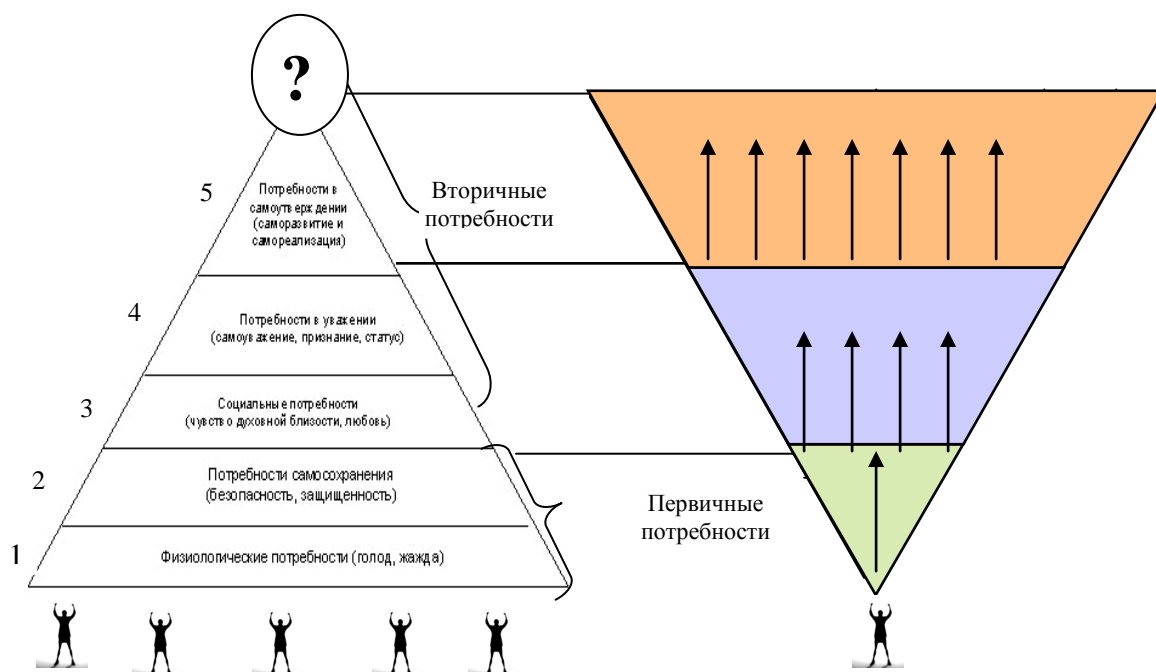 ?
5
Потребности в
самоутверждении
(саморазвитие и
самореализация)
Вторичные
потребности
4
Потребности в уважении
(самоуважение, признание, статус)
3
Социальные потребности
(чувство духовной близости, любовь)
2
Потребности самосохранения
(безопасность, защищенность)
Первичные
потребности
1
Физиологические потребности (голод, жажда)